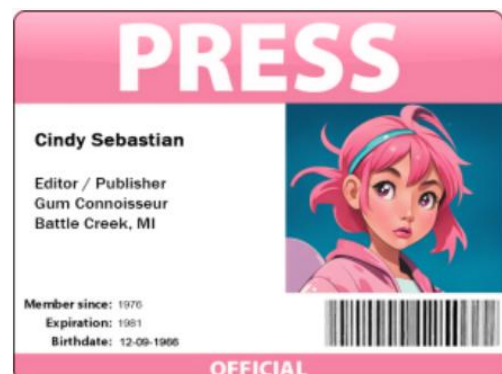 PRESS
Cindy Sebastian
Editor / Publisher
Gum Connoisseur
Battle Creek, MI
Member since: 1976
Expiration: 1981
Birthdate: 12-09-1966
OFFICIAL